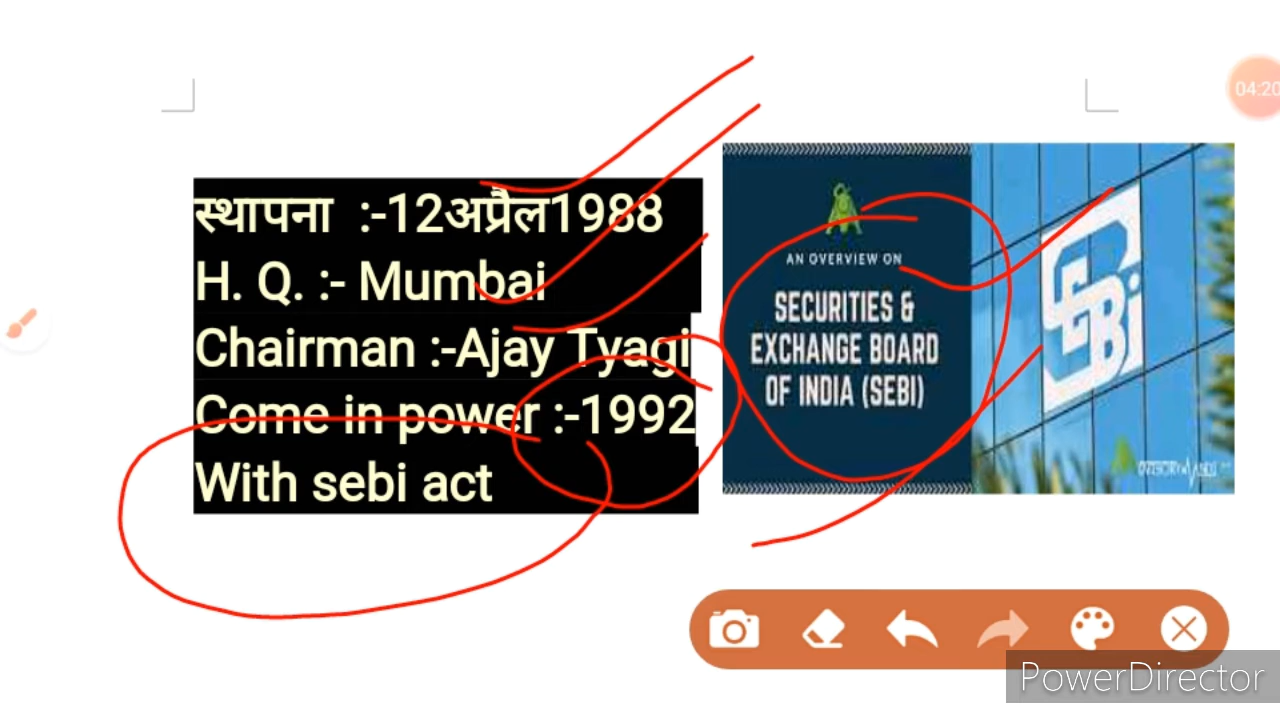 04:20
स्थापना :-12अप्रैल1988
H. Q. :- Mumbai
Chairman :-Ajay Tyagi
Come in power :-1992
With sebi act
AN OVERVIEW ON
SECURITIES &
EXCHANGE BOARD
OF INDIA (SEBI)
SEBI
PowerDirector